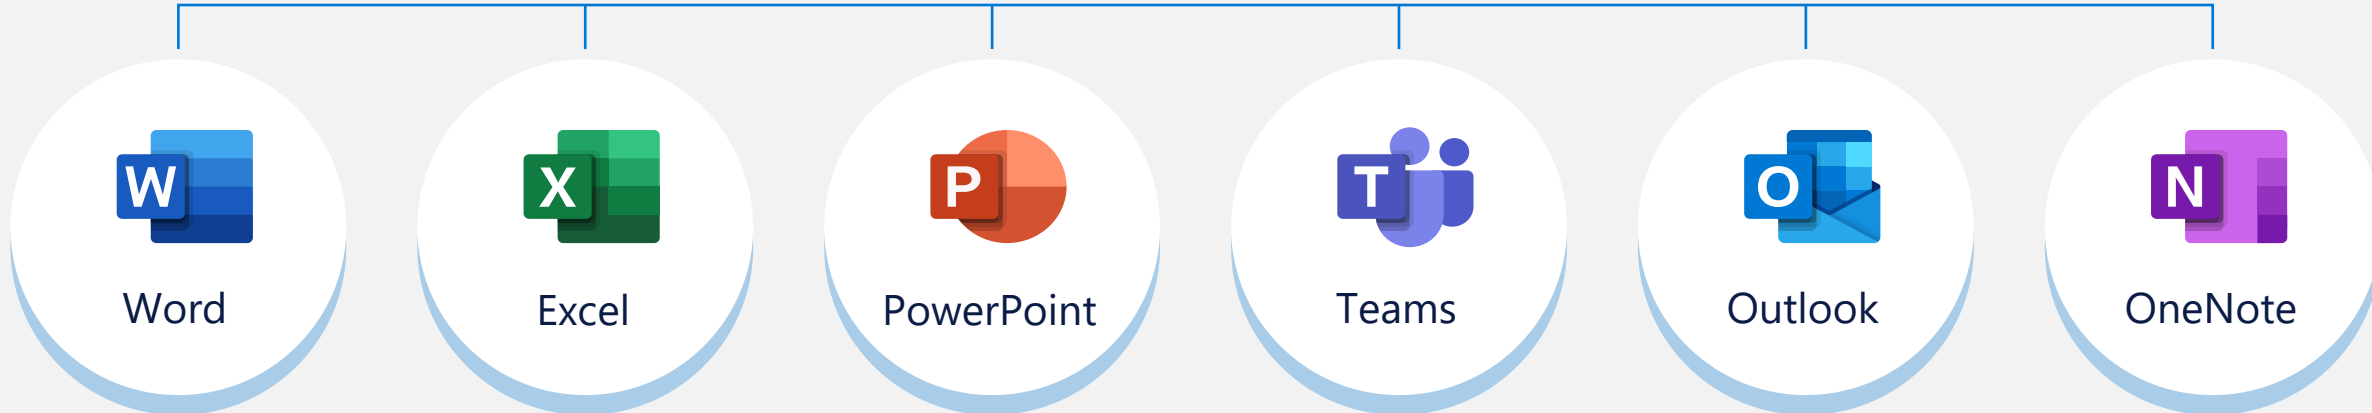 W
Word
X
Excel
P
PowerPoint
T
Teams
O
Outlook
N
OneNote